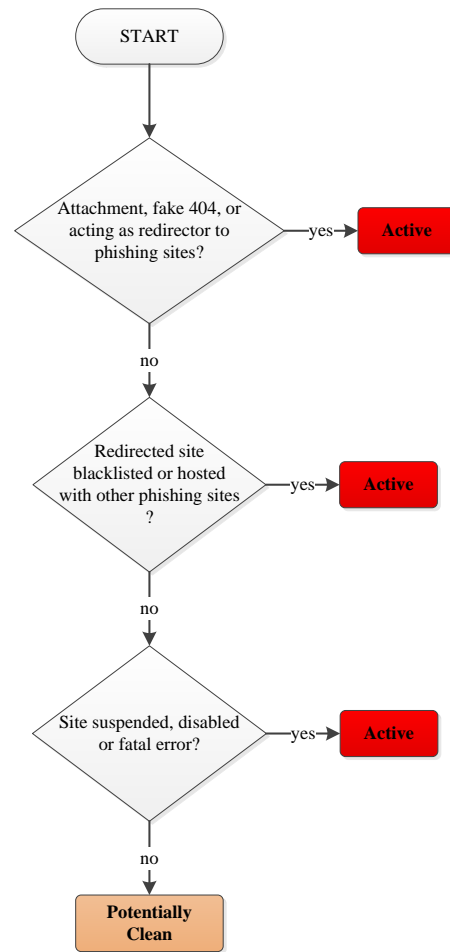 START
Attachment, fake 404, or
acting as redirector to
phishing sites?
yes
Active
no
Redirected site
blacklisted or hosted
with other phishing sites
?
yes
Active
no
Site suspended, disabled
or fatal error?
yes
Active
no
Potentially
Clean